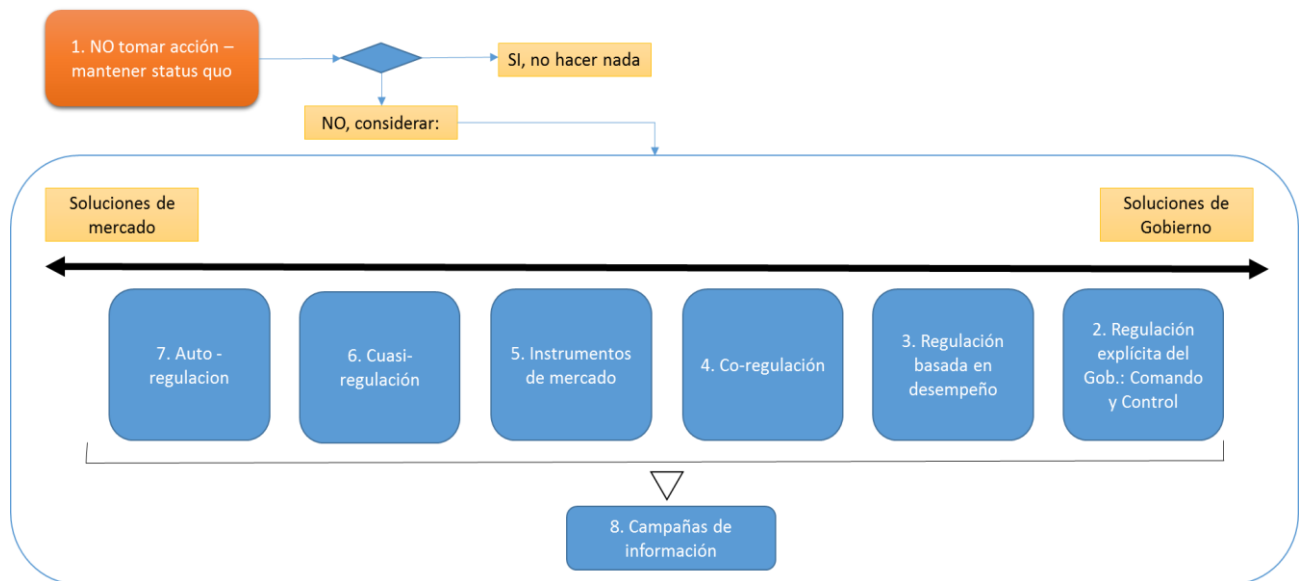 1. NO tomar acción –
mantener status quo
SI, no hacer nada
NO, considerar:
Soluciones de
mercado
Soluciones de
Gobierno
7. Auto -
regulacion
6. Cuasi-
regulación
5. Instrumentos
de mercado
4. Co-regulación
3. Regulación
basada en
desempeño
2. Regulación
explícita del
Gob.: Comando
y Control
8. Campañas de
información